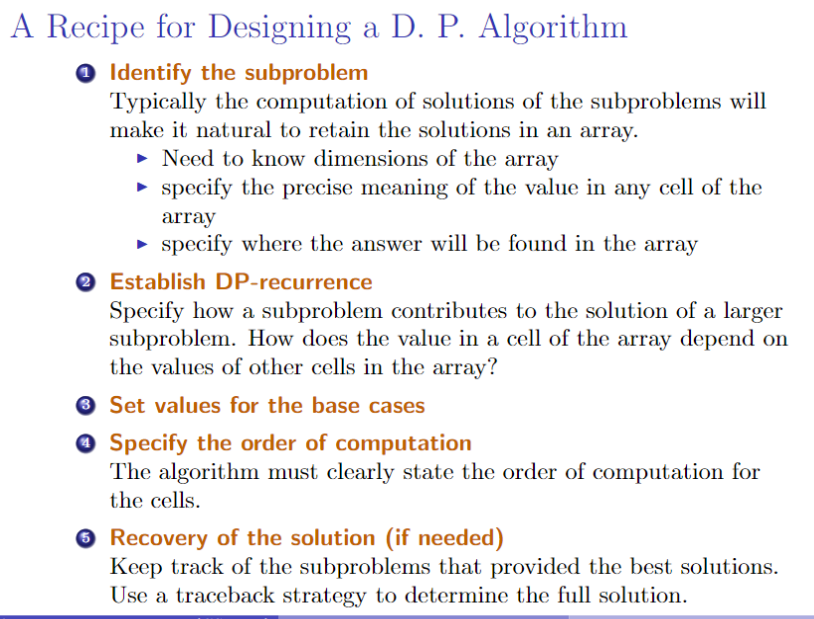 A Recipe for Designing a D. P. Algorithm
1 Identify the subproblem
Typically the computation of solutions of the subproblems will
make it natural to retain the solutions in an array.
▶ Need to know dimensions of the array
▶ specify the precise meaning of the value in any cell of the
array
▶ specify where the answer will be found in the array
2 Establish DP-recurrence
Specify how a subproblem contributes to the solution of a larger
subproblem. How does the value in a cell of the array depend on
the values of other cells in the array?
3 Set values for the base cases
4 Specify the order of computation
The algorithm must clearly state the order of computation for
the cells.
5 Recovery of the solution (if needed)
Keep track of the subproblems that provided the best solutions.
Use a traceback strategy to determine the full solution.